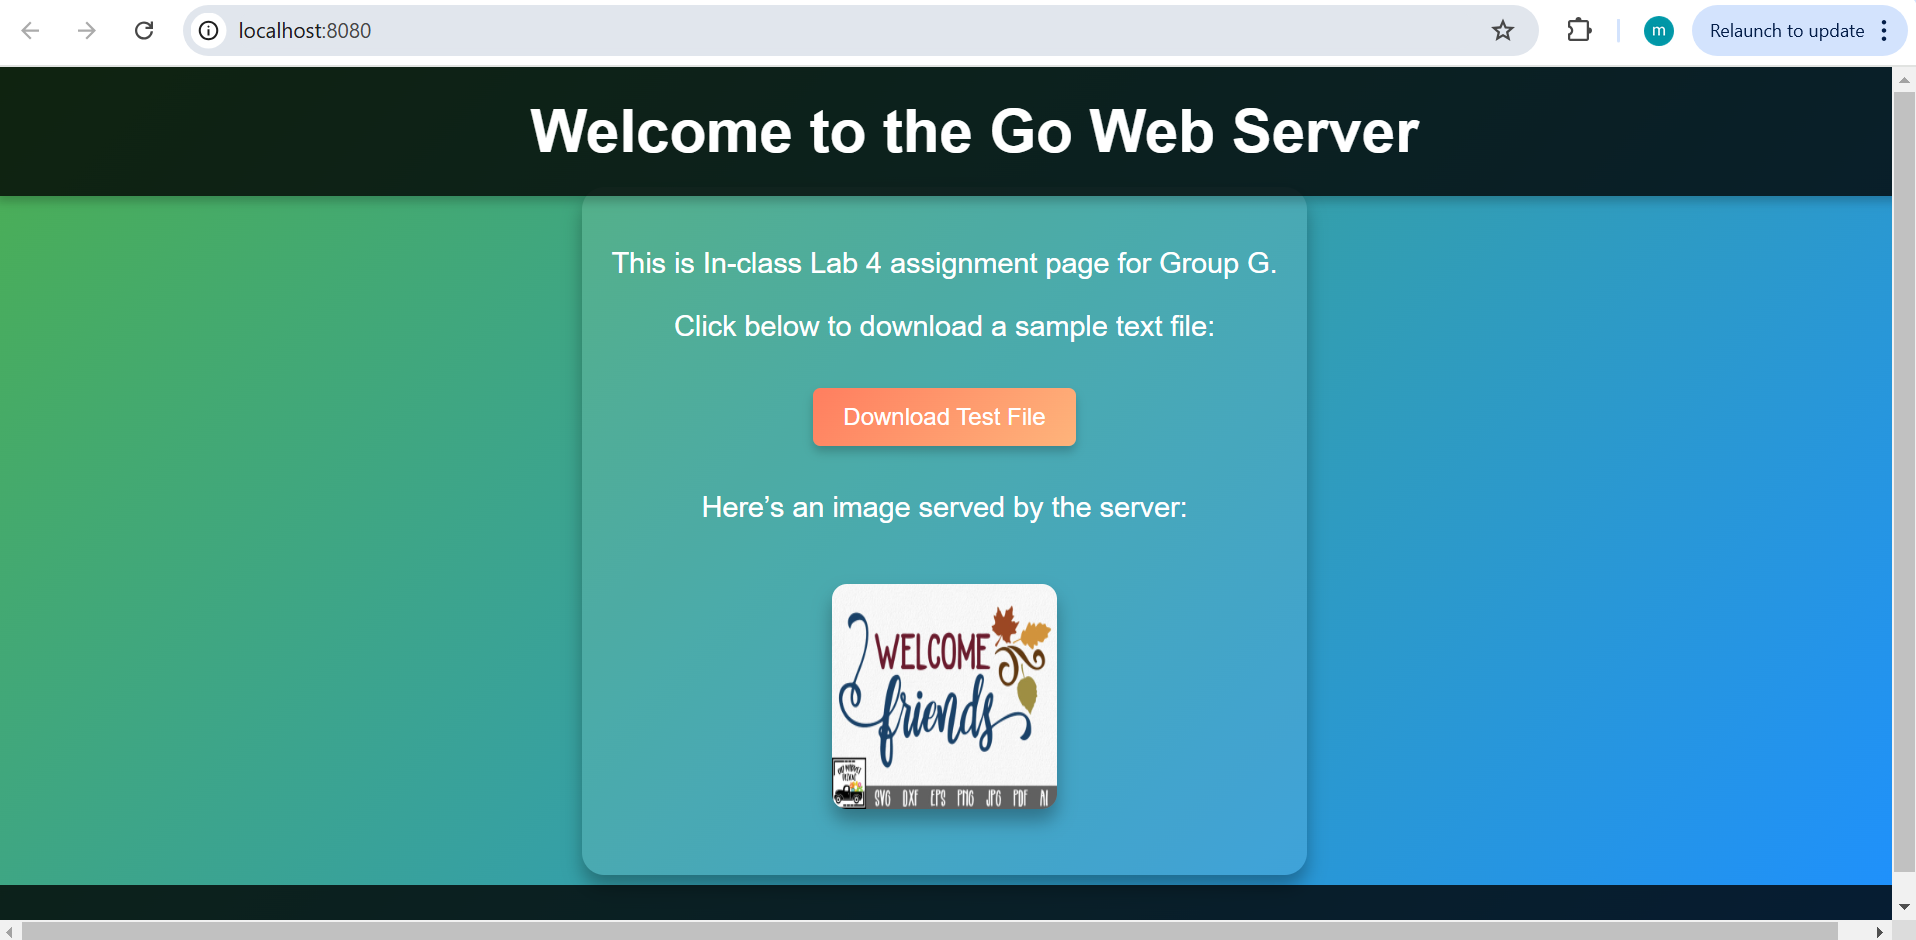 localhost:8080
m
Relaunch to update
Welcome to the Go Web Server
This is In-class Lab 4 assignment page for Group G.
Click below to download a sample text file:
Download Test File
Here’s an image served by the server:
WELCOME
friends
SVG DXF EPS PNG JPG PDF AI